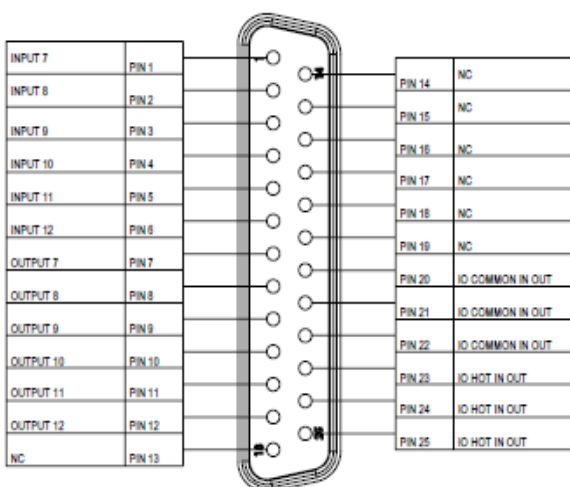 INPUT 7 PIN 1
INPUT 8 PIN 2
INPUT 9 PIN 3
INPUT 10 PIN 4
INPUT 11 PIN 5
INPUT 12 PIN 6
OUTPUT 7 PIN 7
OUTPUT 8 PIN 8
OUTPUT 9 PIN 9
OUTPUT 10 PIN 10
OUTPUT 11 PIN 11
OUTPUT 12 PIN 12
NC PIN 13
1
13
14
25
PIN 14 NC
PIN 15 NC
PIN 16 NC
PIN 17 NC
PIN 18 NC
PIN 19 NC
PIN 20 IO COMMON IN OUT
PIN 21 IO COMMON IN OUT
PIN 22 IO COMMON IN OUT
PIN 23 IO HOT IN OUT
PIN 24 IO HOT IN OUT
PIN 25 IO HOT IN OUT